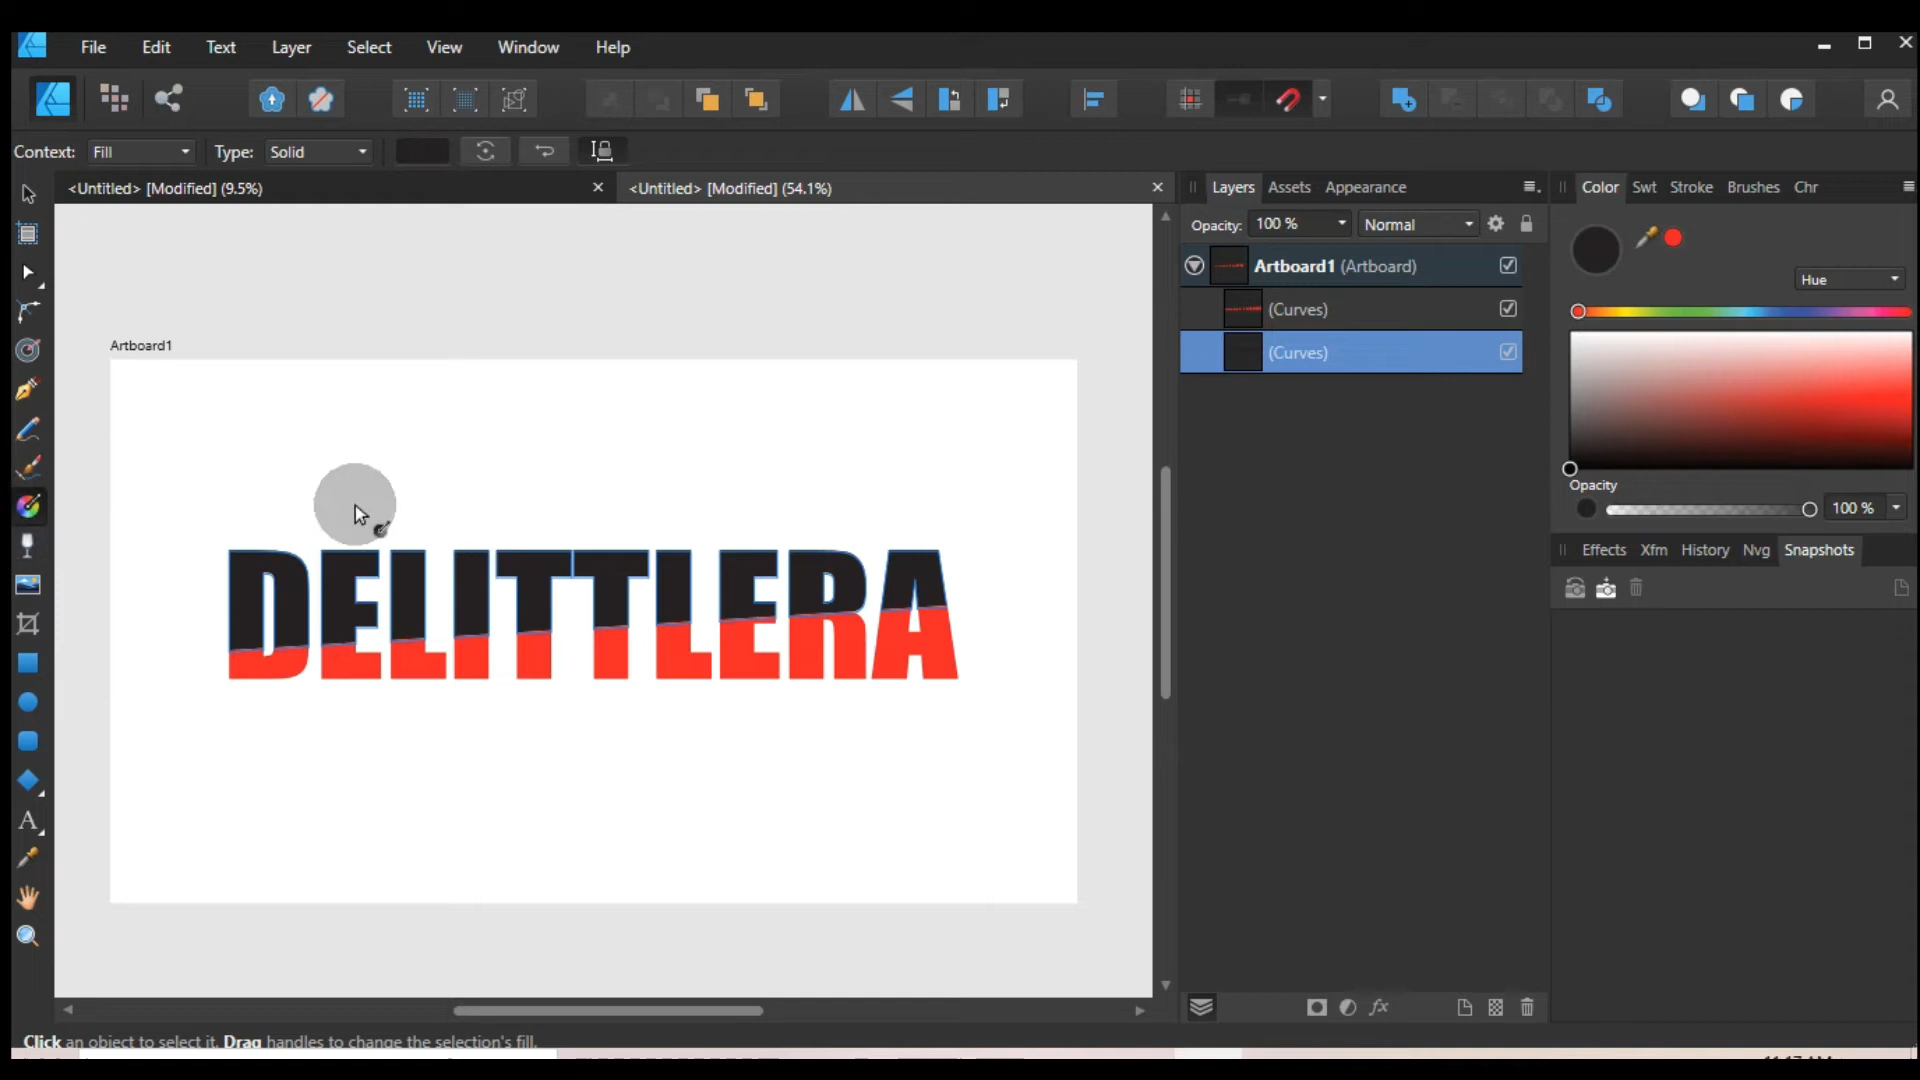 File Edit Text Layer Select View Window Help
Context: Fill Type: Solid
<Untitled> [Modified] (9.5%) <Untitled> [Modified] (54.1%)
Layers Assets Appearance
Color Swt Stroke Brushes Chr
Opacity: 100 % Normal
Artboard1 (Artboard)
Hue
(Curves)
(Curves)
Artboard1
Opacity
100 %
Effects Xfm History Nvg Snapshots
DELITTLERA
A
fx
Click an object to select it. Drag handles to change the selection's fill.